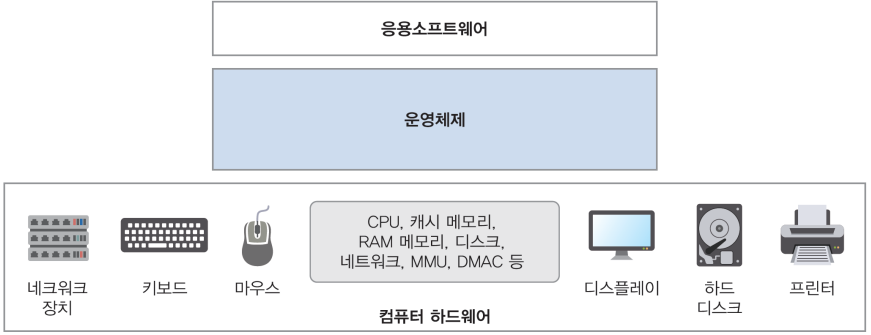 응용소프트웨어
운영체제
CPU, 캐시 메모리,
RAM 메모리, 디스크,
네트워크, MMU, DMAC 등
네크워크
장치
키보드
마우스
디스플레이
하드
디스크
프린터
컴퓨터 하드웨어